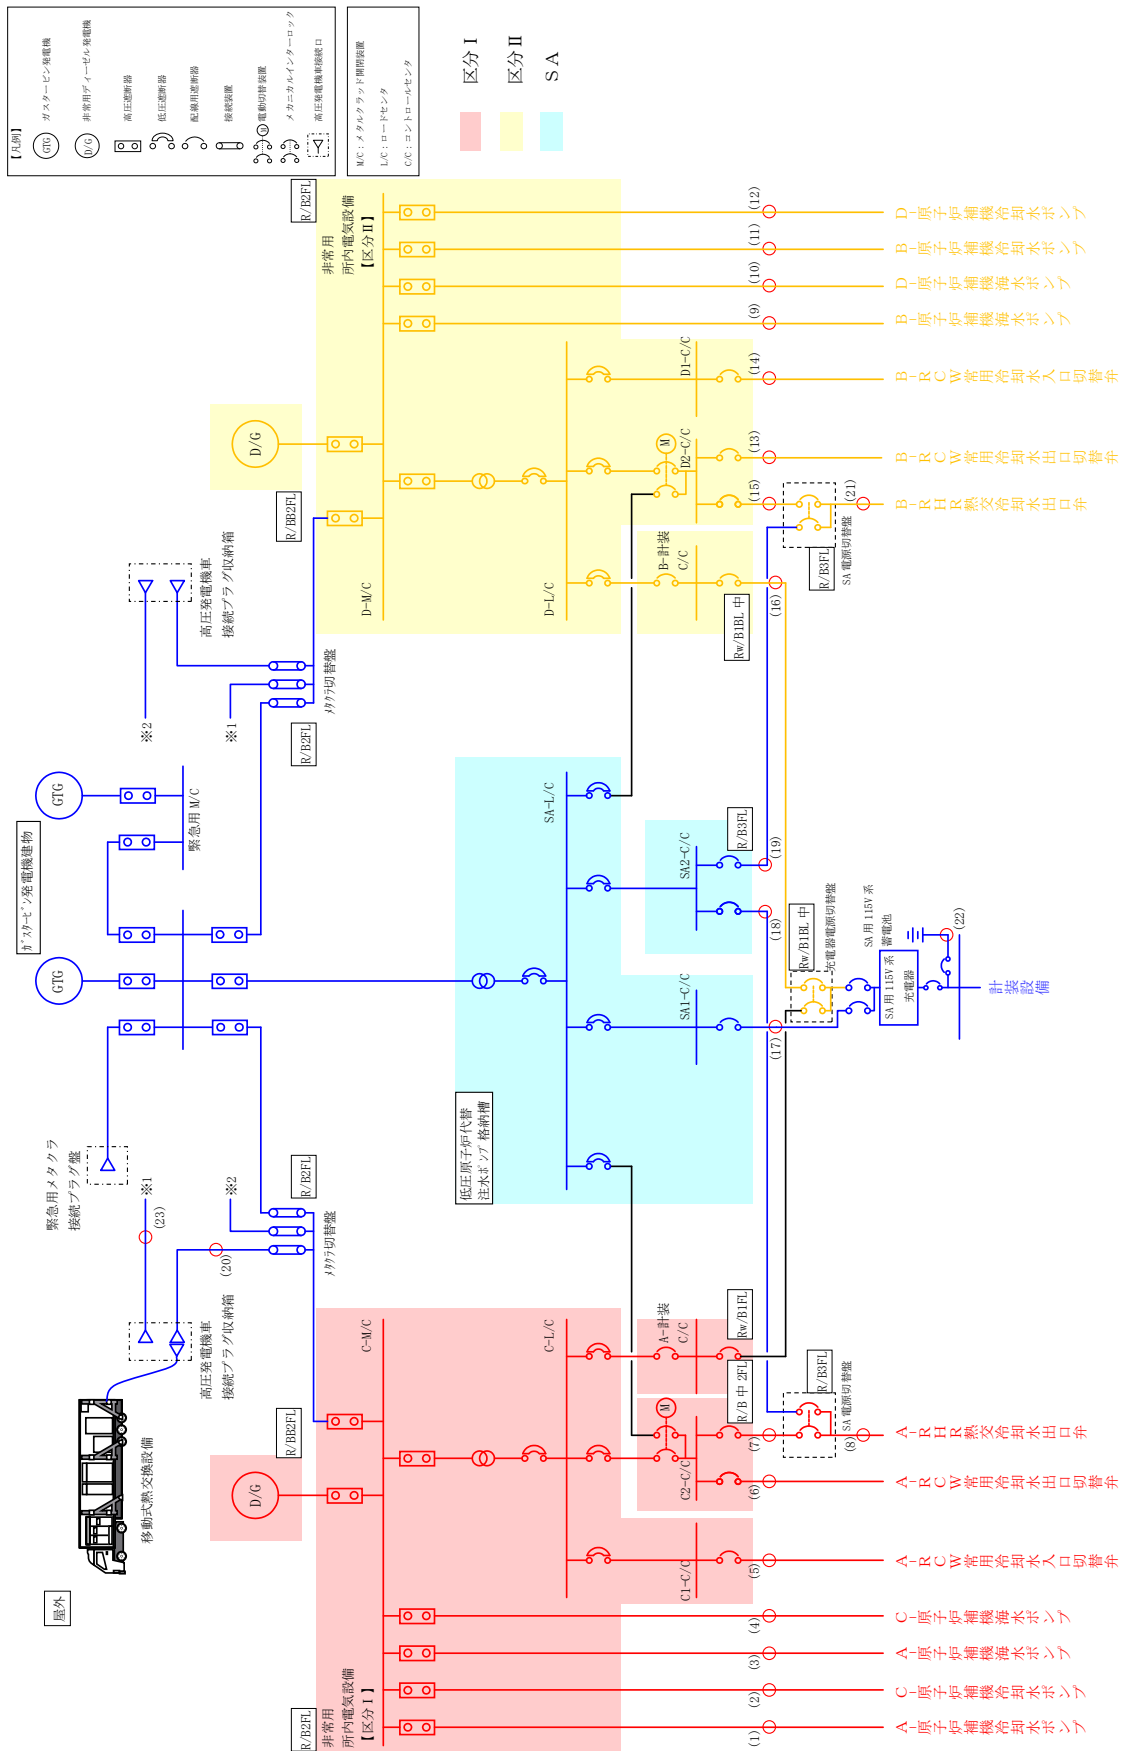 【凡例】
GTG ガスタービン発電機
D/G 非常用ディーゼル発電機
高圧遮断器
低圧遮断器
配線用遮断器
接続装置
M 電動切替装置
メカニカルインターロック
高圧発電機車接続口
M/C：メタルクラッド開閉装置
L/C：ロードセンタ
C/C：コントロールセンタ
区分Ⅰ
区分Ⅱ
ＳＡ
屋外
移動式熱交換設備
高圧発電機車
接続プラグ収納箱
緊急用メタクラ
接続プラグ盤
※1
(23)
(20)
※2
ﾒﾀｸﾗ切替盤
R/B2FL
ｶﾞｽﾀｰﾋﾞﾝ発電機建物
GTG
GTG
緊急用 M/C
高圧発電機車
接続プラグ収納箱
※2
※1
ﾒﾀｸﾗ切替盤
R/B2FL
R/B2FL
非常用
所内電気設備
【区分Ⅰ】
R/BB2FL
D/G
C-M/C
C-L/C
C1-C/C
C2-C/C
M
A-計装
C/C
R/B 中 2FL
Rw/B1FL
低圧原子炉代替
注水ﾎﾟﾝﾌﾟ格納槽
SA-L/C
SA1-C/C
SA2-C/C
R/B3FL
R/BB2FL
D/G
R/B2FL
非常用
所内電気設備
【区分Ⅱ】
D-M/C
D-L/C
B-計装
C/C
D2-C/C
M
D1-C/C
Rw/B1BL 中
(1)
(2)
(3)
(4)
(5)
(6)
(7)
(8)
R/B3FL
SA 電源切替盤
(17)
(18)
(19)
Rw/B1BL 中
充電器電源切替盤
SA 用 115V 系
充電器
SA 用 115V 系
蓄電池
(22)
(16)
(15)
(13)
(14)
(9)
(10)
(11)
(12)
R/B3FL
SA 電源切替盤
(21)
A-原子炉補機冷却水ポンプ
C-原子炉補機冷却水ポンプ
A-原子炉補機海水ポンプ
C-原子炉補機海水ポンプ
A-RCW常用冷却水入口切替弁
A-RCW常用冷却水出口切替弁
A-RHR熱交冷却水出口弁
計装設備
B-RHR熱交冷却水出口弁
B-RCW常用冷却水出口切替弁
B-RCW常用冷却水入口切替弁
B-原子炉補機海水ポンプ
D-原子炉補機海水ポンプ
B-原子炉補機冷却水ポンプ
D-原子炉補機冷却水ポンプ